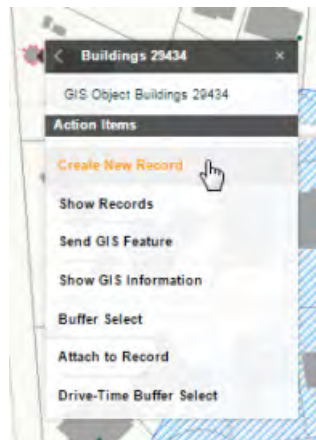 Buildings 29434 ×
GIS Object Buildings 29434
Action Items
Create New Record
Show Records
Send GIS Feature
Show GIS Information
Buffer Select
Attach to Record
Drive-Time Buffer Select